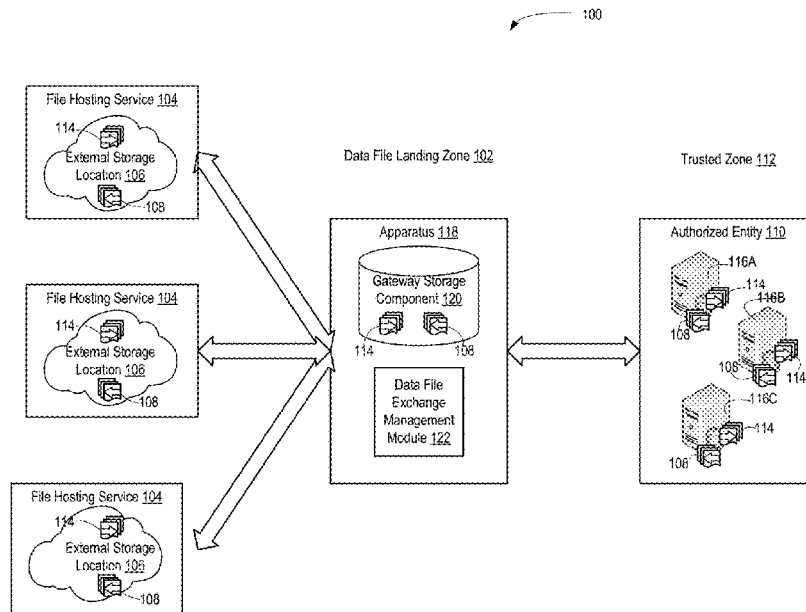 100
File Hosting Service 104
114
External Storage
Location 106
108
File Hosting Service 104
114
External Storage
Location 106
108
File Hosting Service 104
114
External Storage
Location 106
108
Data File Landing Zone 102
Apparatus 118
Gateway Storage
Component 120
114
108
Data File
Exchange
Management
Module 122
Trusted Zone 112
Authorized Entity 110
116A
114
116B
108
108
114
116C
114
108